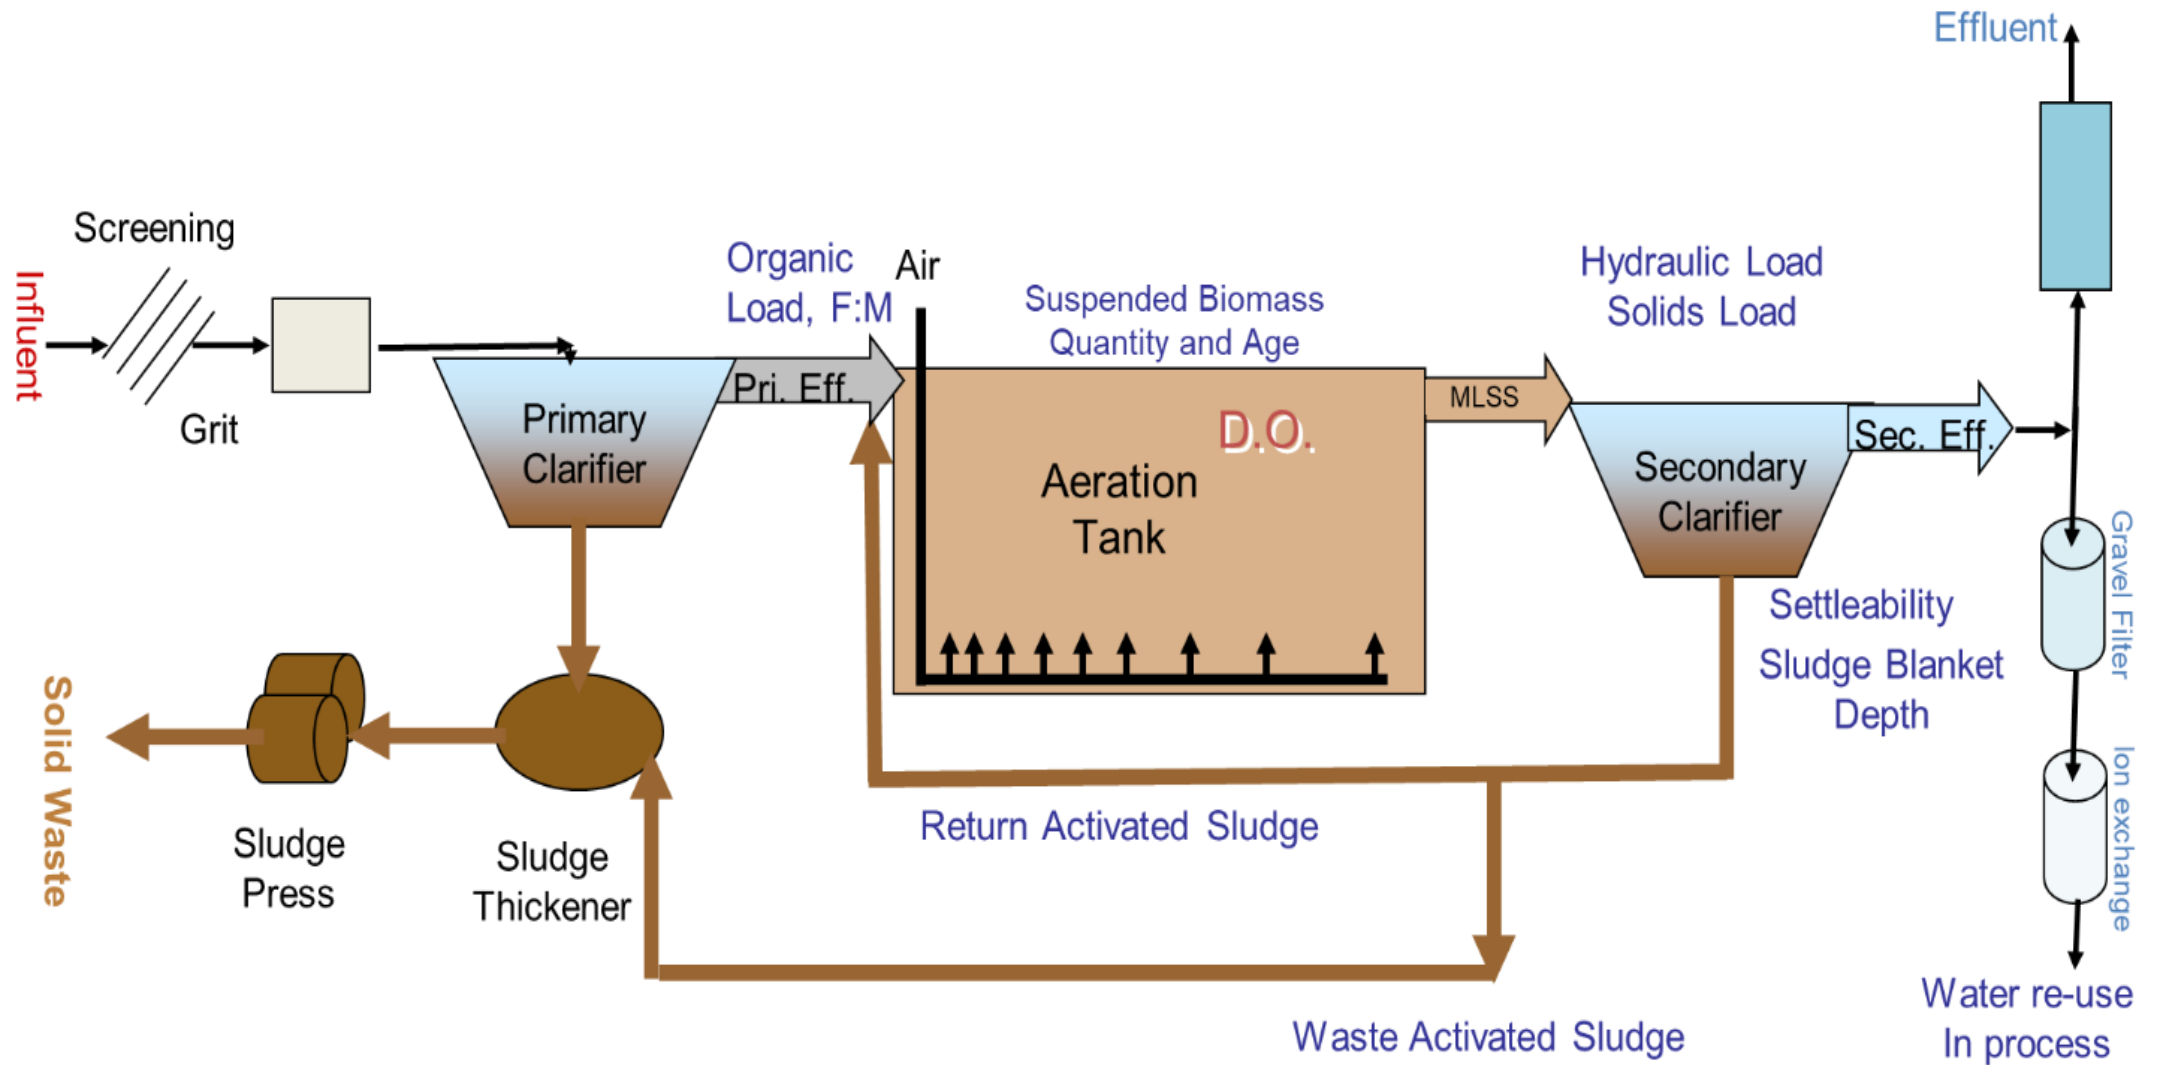 Effluent
Screening
Influent
Grit
Organic
Load, F:M
Air
Suspended Biomass
Quantity and Age
Hydraulic Load
Solids Load
Primary
Clarifier
Pri. Eff.
D.O.
Aeration
Tank
MLSS
Secondary
Clarifier
Sec. Eff.
Gravel Filter
Settleability
Sludge Blanket
Depth
Solid Waste
Sludge
Press
Sludge
Thickener
Return Activated Sludge
Ion exchange
Waste Activated Sludge
Water re-use
In process